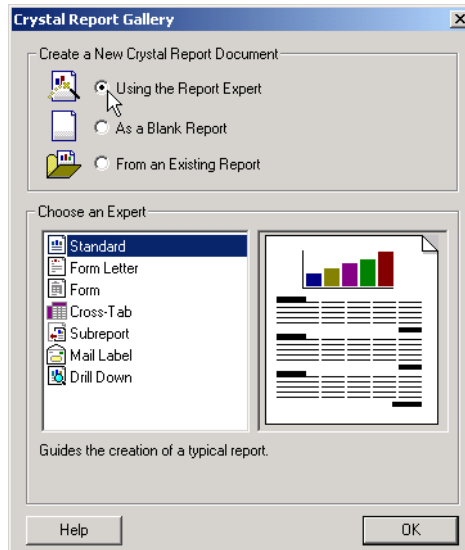 Crystal Report Gallery
Create a New Crystal Report Document
Using the Report Expert
As a Blank Report
From an Existing Report
Choose an Expert
Standard
Form Letter
Form
Cross-Tab
Subreport
Mail Label
Drill Down
Guides the creation of a typical report.
Help
OK